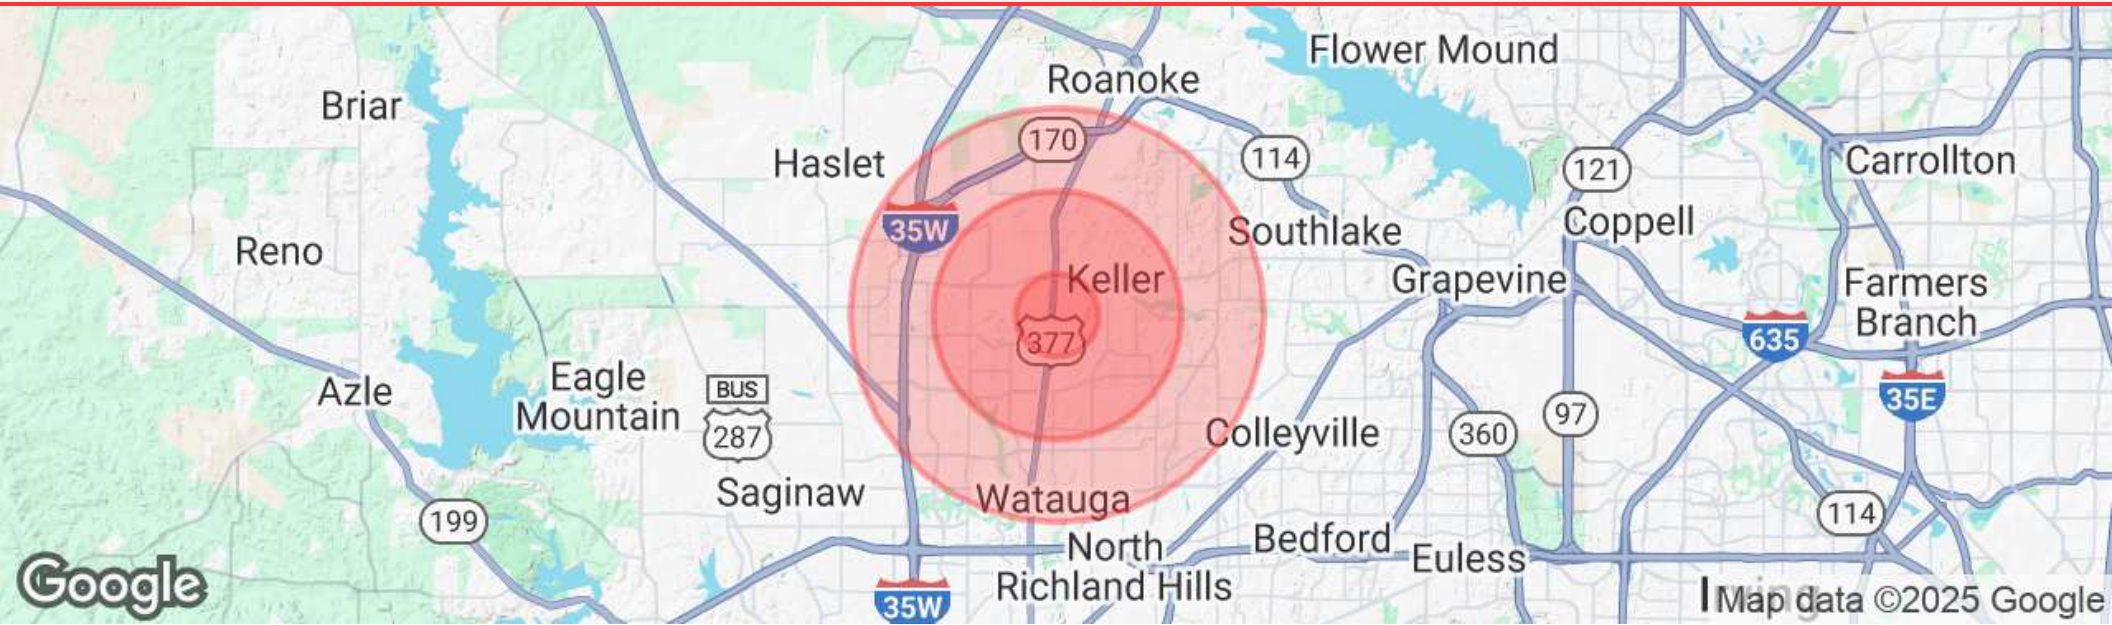 Flower Mound
Roanoke
Briar
170
Haslet
114
121
Carrollton
35W
Southlake
Coppell
Reno
Keller
Grapevine
Farmers
Branch
377
635
Azle
Eagle
Mountain
BUS
287
35E
97
360
Colleyville
Saginaw
Watauga
199
114
North
Richland Hills
Bedford
Euless
35W
Google
Map data ©2025 Google